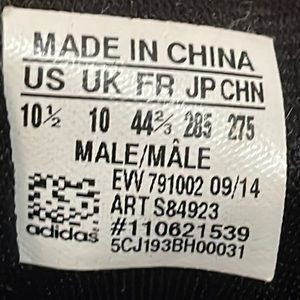 MADE IN CHINA
US UK FR JP CHN
10½ 10 44⅔ 285 275
MALE/MÂLE
EVV 791002 09/14
ART S84923
#110621539
adidas 5CJ193BH00031